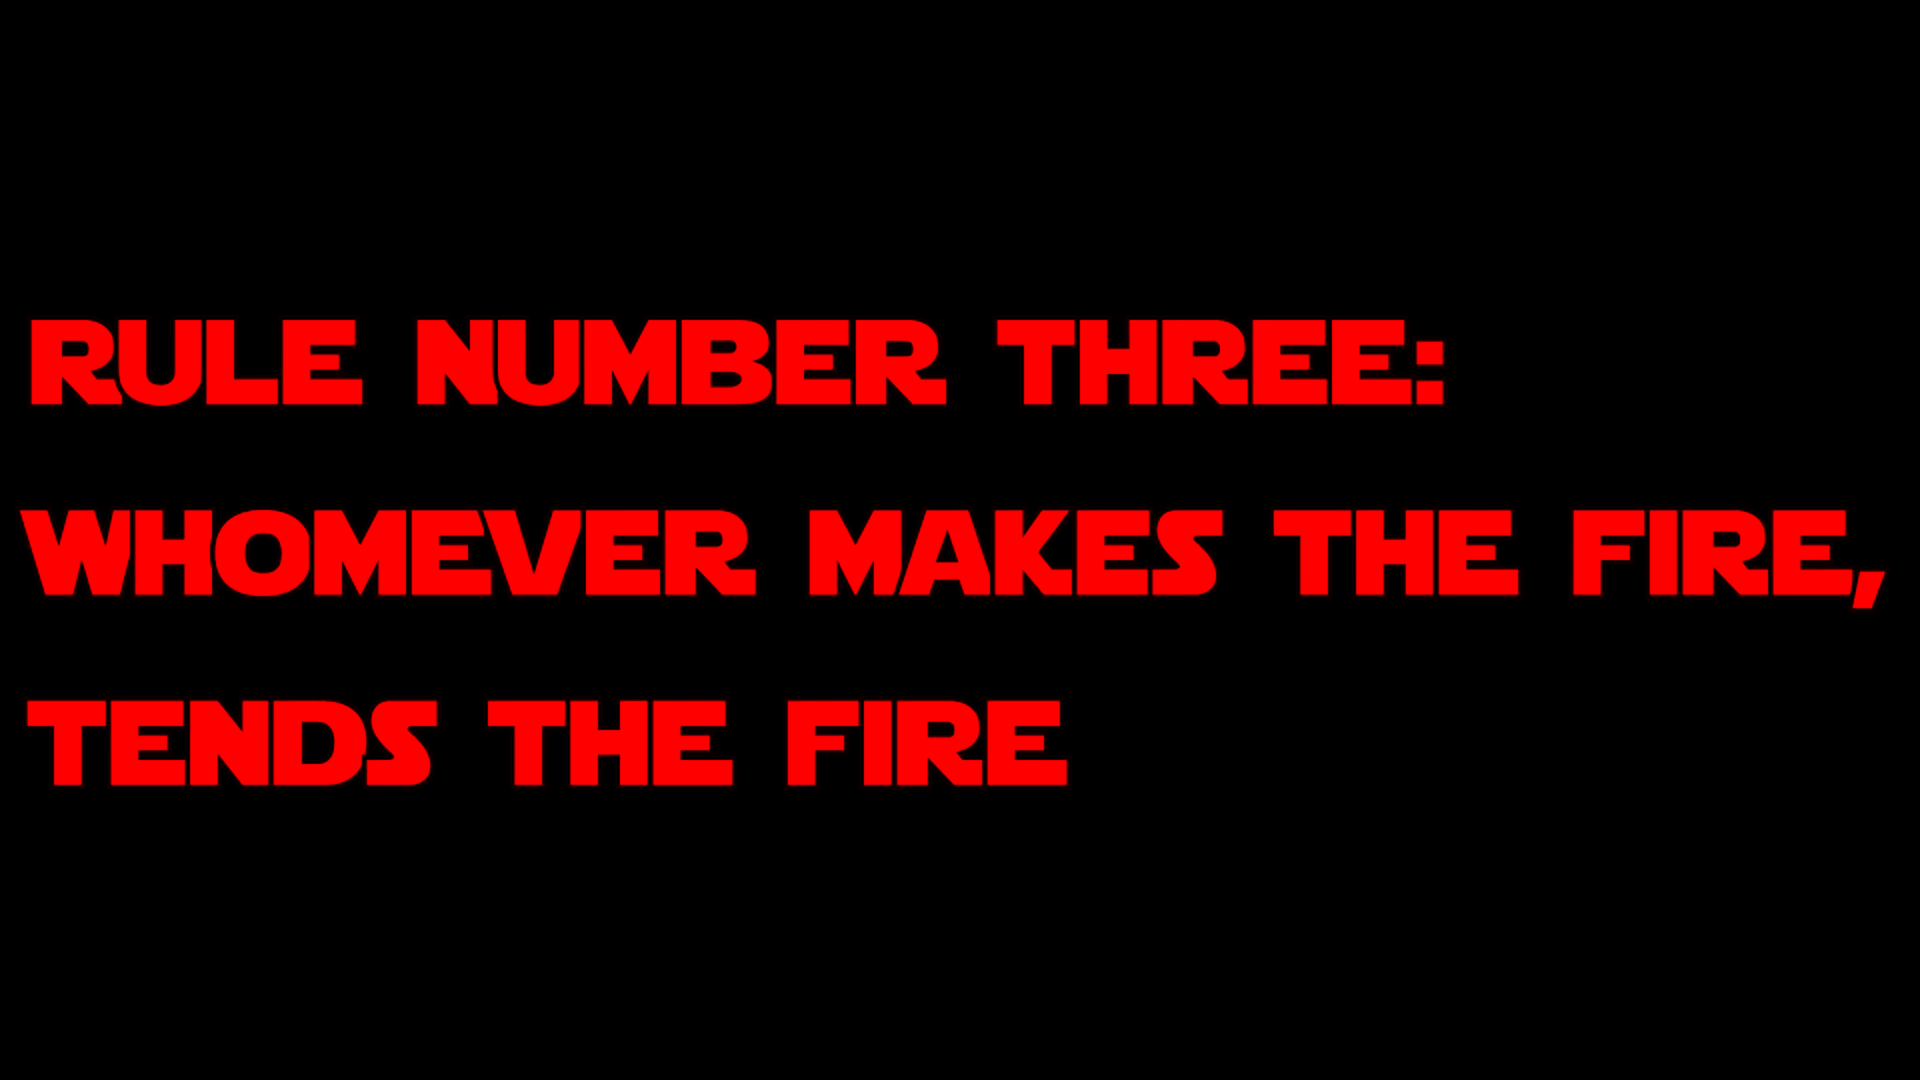 RULE NUMBER THREE:
WHOMEVER MAKES THE FIRE,
TENDS THE FIRE